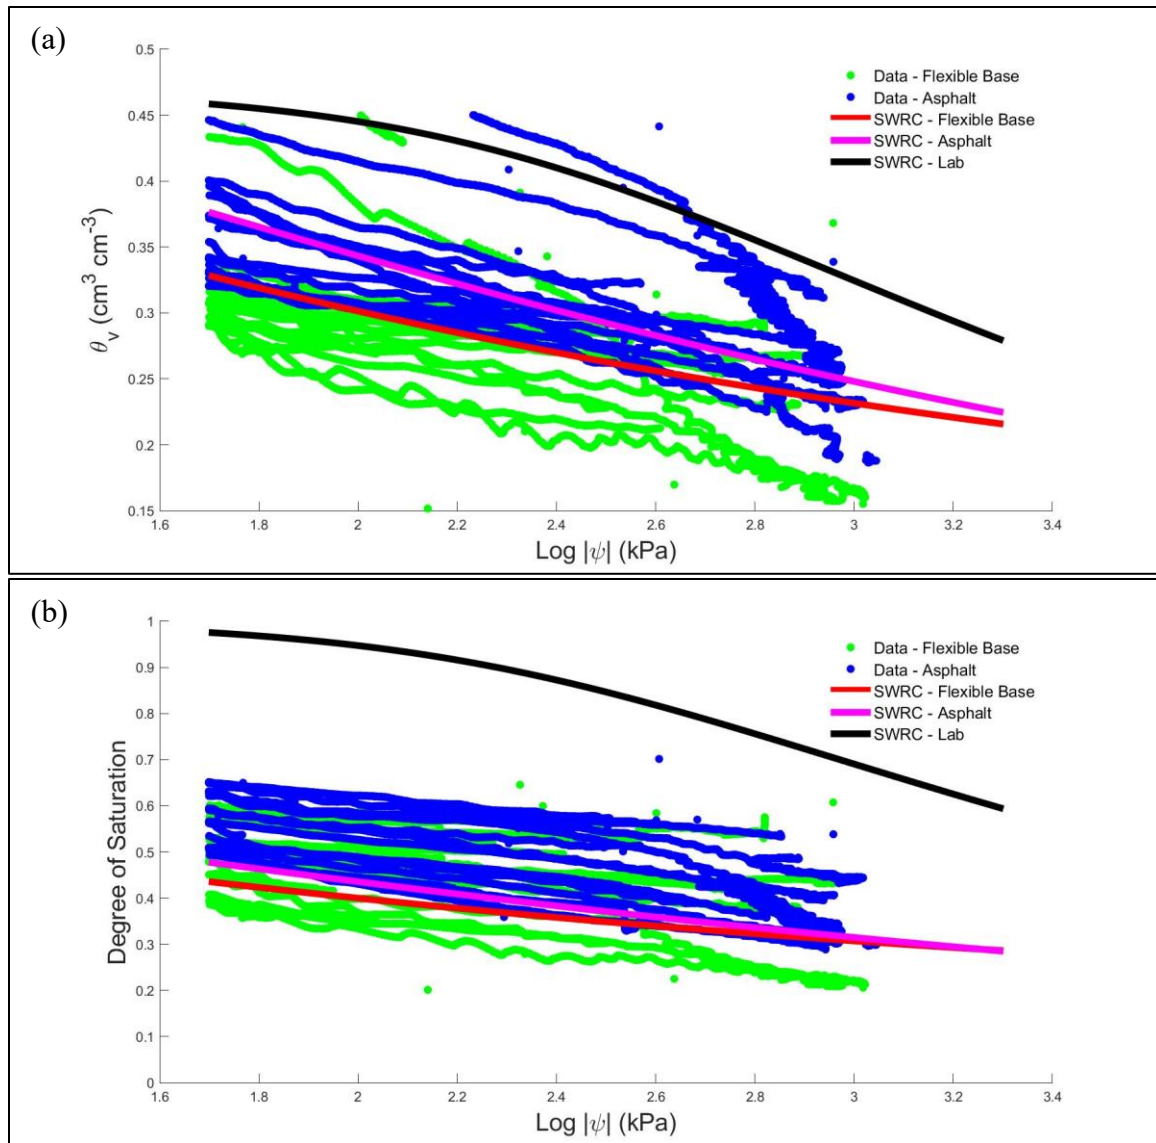 (a)
0.5
0.45
0.4
0.35
0.3
0.25
0.2
0.15
θv (cm3 cm-3)
Data - Flexible Base
Data - Asphalt
SWRC - Flexible Base
SWRC - Asphalt
SWRC - Lab
1.6 1.8 2 2.2 2.4 2.6 2.8 3 3.2 3.4
Log |ψ| (kPa)
(b)
1
0.9
0.8
0.7
0.6
0.5
0.4
0.3
0.2
0.1
0
Degree of Saturation
Data - Flexible Base
Data - Asphalt
SWRC - Flexible Base
SWRC - Asphalt
SWRC - Lab
1.6 1.8 2 2.2 2.4 2.6 2.8 3 3.2 3.4
Log |ψ| (kPa)